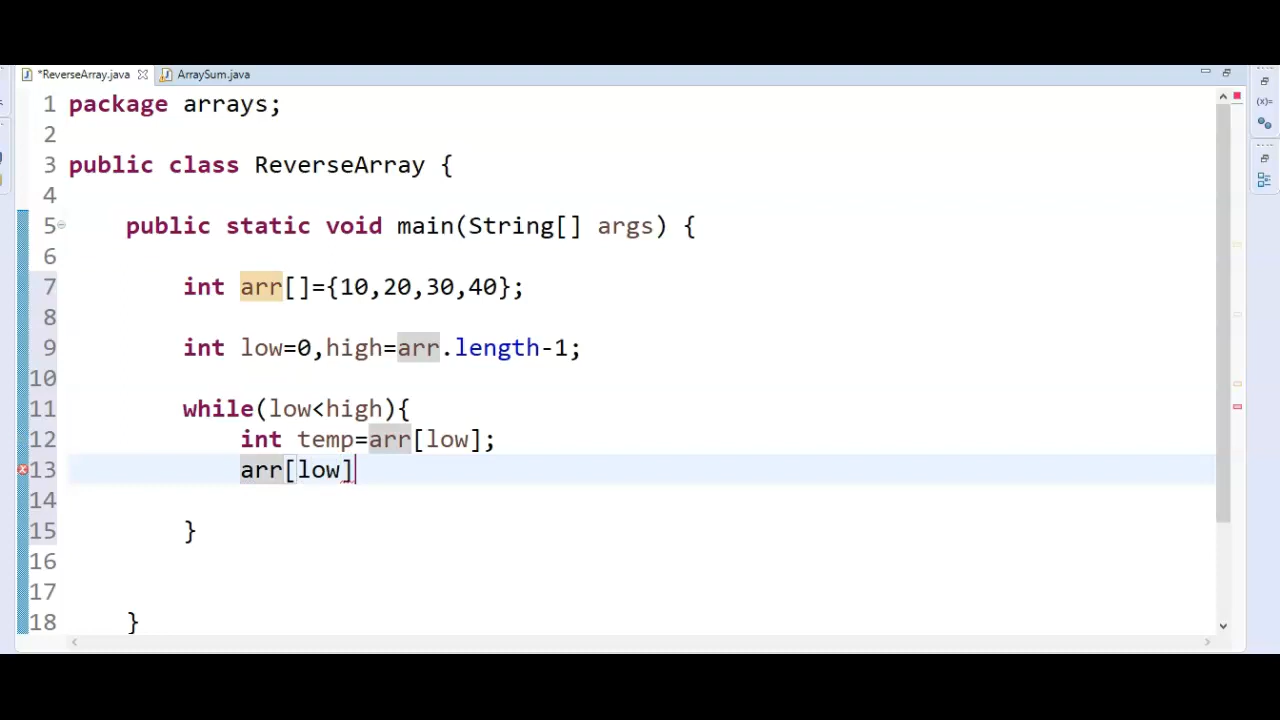 *ReverseArray.java ArraySum.java
1 package arrays;
2
3 public class ReverseArray {
4
5 public static void main(String[] args) {
6
7 int arr[]={10,20,30,40};
8
9 int low=0,high=arr.length-1;
10
11 while(low<high){
12 int temp=arr[low];
13 arr[low]
14
15 }
16
17
18 }
(x)=